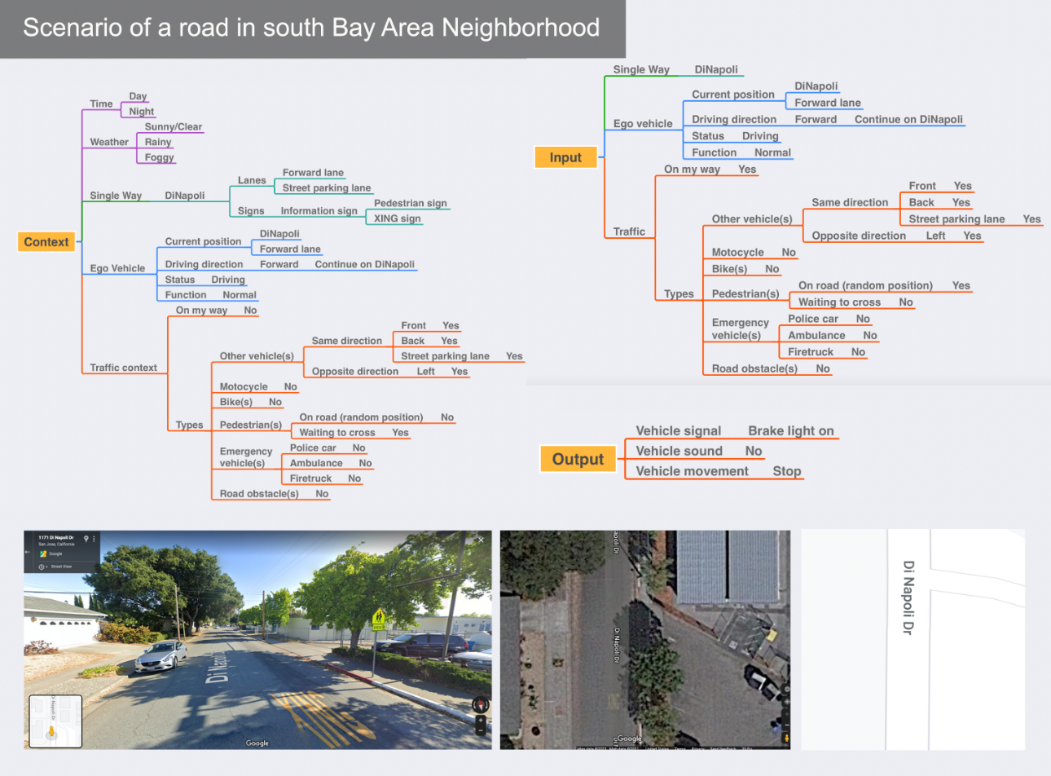 Scenario of a road in south Bay Area Neighborhood
Context
Time
Day
Night
Weather
Sunny/Clear
Rainy
Foggy
Single Way DiNapoli
Lanes
Forward lane
Street parking lane
Signs Information sign
Pedestrian sign
XING sign
Ego Vehicle
Current position
DiNapoli
Forward lane
Driving direction Forward Continue on DiNapoli
Status Driving
Function Normal
Traffic context
On my way No
Types
Other vehicle(s)
Same direction
Front Yes
Back Yes
Street parking lane Yes
Opposite direction Left Yes
Motocycle No
Bike(s) No
Pedestrian(s)
On road (random position) No
Waiting to cross Yes
Emergency
vehicle(s)
Police car No
Ambulance No
Firetruck No
Road obstacle(s) No
Input
Single Way DiNapoli
Ego vehicle
Current position
DiNapoli
Forward lane
Driving direction Forward Continue on DiNapoli
Status Driving
Function Normal
Traffic
On my way Yes
Types
Other vehicle(s)
Same direction
Front Yes
Back Yes
Street parking lane Yes
Opposite direction Left Yes
Motocycle No
Bike(s) No
Pedestrian(s)
On road (random position) Yes
Waiting to cross No
Emergency
vehicle(s)
Police car No
Ambulance No
Firetruck No
Road obstacle(s) No
Output
Vehicle signal Brake light on
Vehicle sound No
Vehicle movement Stop
1171 Di Napoli Dr
San Jose, California
Google
Street View
Di Napoli
Google
Di Napoli Dr
Google
Di Napoli Dr